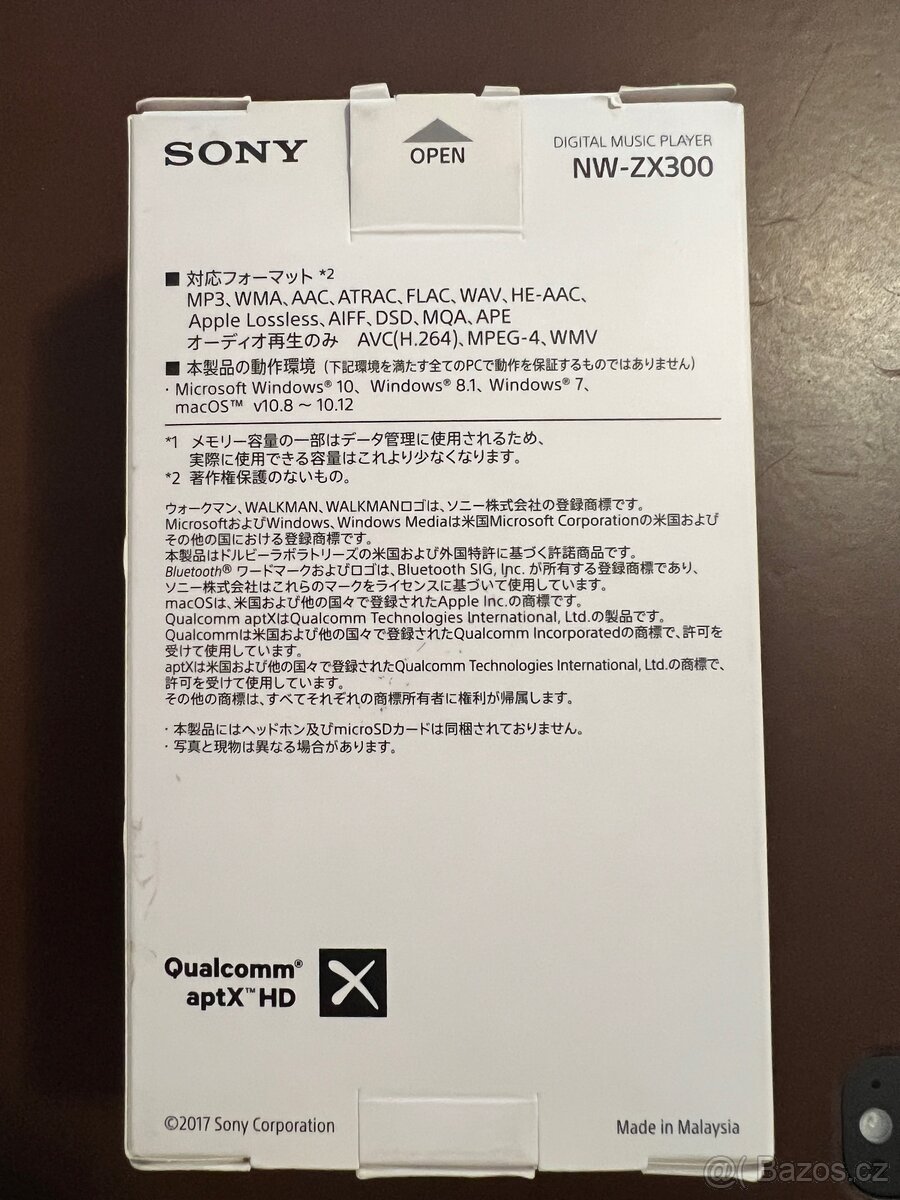 SONY
OPEN
DIGITAL MUSIC PLAYER
NW-ZX300
■ 対応フォーマット *2
MP3、WMA、AAC、ATRAC、FLAC、WAV、HE-AAC、
Apple Lossless、AIFF、DSD、MQA、APE
オーディオ再生のみ AVC(H.264)、MPEG-4、WMV
■ 本製品の動作環境（下記環境を満たす全てのPCで動作を保証するものではありません）
・Microsoft Windows® 10、 Windows® 8.1、 Windows® 7、
macOS™ v10.8 ～ 10.12
*1 メモリー容量の一部はデータ管理に使用されるため、
実際に使用できる容量はこれより少なくなります。
*2 著作権保護のないもの。
ウォークマン、WALKMAN、WALKMANロゴは、ソニー株式会社の登録商標です。
MicrosoftおよびWindows、Windows Mediaは米国Microsoft Corporationの米国および
その他の国における登録商標です。
本製品はドルビーラボラトリーズの米国および外国特許に基づく許諾商品です。
Bluetooth® ワードマークおよびロゴは、Bluetooth SIG, Inc. が所有する登録商標であり、
ソニー株式会社はこれらのマークをライセンスに基づいて使用しています。
macOSは、米国および他の国々で登録されたApple Inc.の商標です。
Qualcomm aptXはQualcomm Technologies International, Ltd.の製品です。
Qualcommは米国および他の国々で登録されたQualcomm Incorporatedの商標で、許可を
受けて使用しています。
aptXは米国および他の国々で登録されたQualcomm Technologies International, Ltd.の商標で、
許可を受けて使用しています。
その他の商標は、すべてそれぞれの商標所有者に権利が帰属します。
・本製品にはヘッドホン及びmicroSDカードは同梱されておりません。
・写真と現物は異なる場合があります。
Qualcomm®
aptX™ HD
©2017 Sony Corporation
Made in Malaysia
@( Bazos.cz